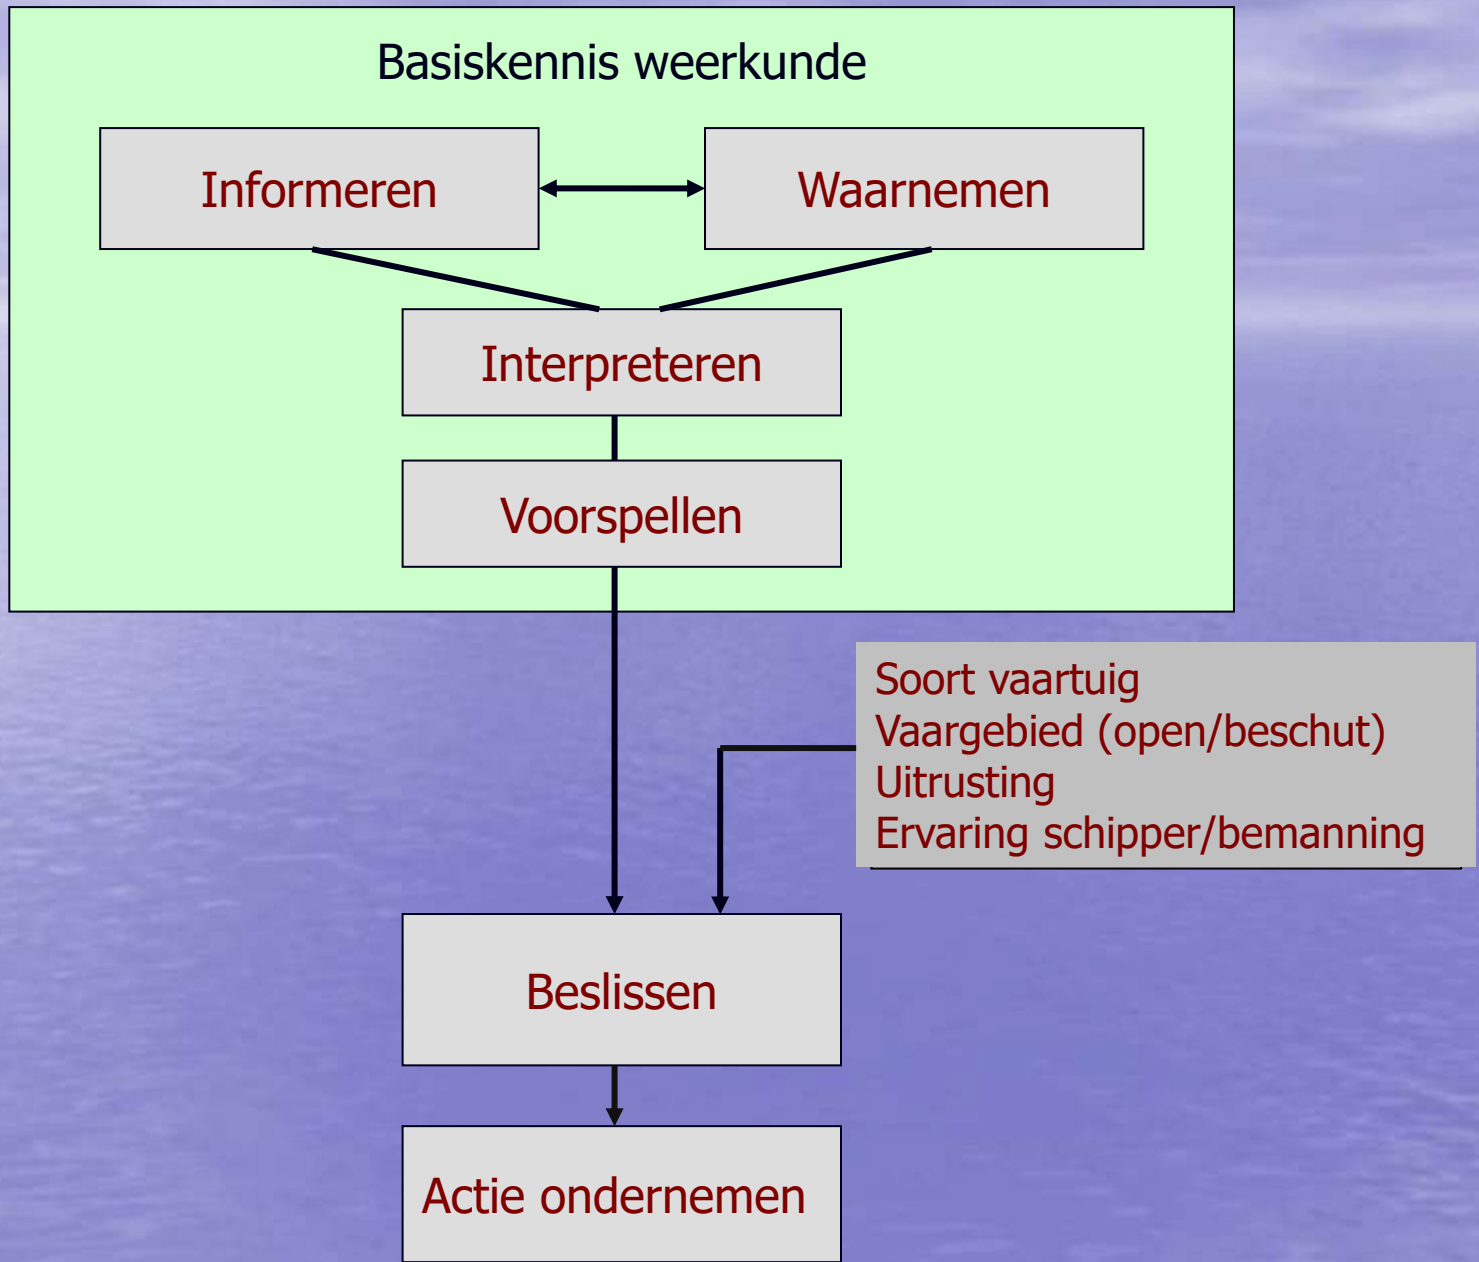 Basiskennis weerkunde
Informeren
Waarnemen
Interpreteren
Voorspellen
Soort vaartuig
Vaargebied (open/beschut)
Uitrusting
Ervaring schipper/bemanning
Beslissen
Actie ondernemen